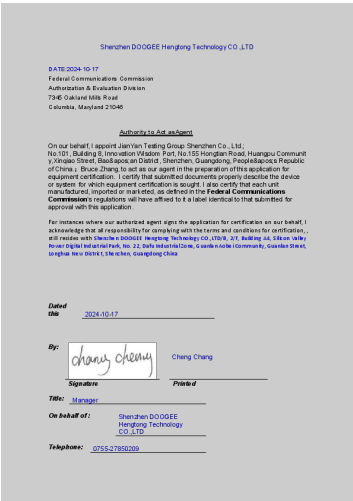 Shenzhen DOOGEE Hengtong Technology CO.,LTD
DATE:2024-10-17
Federal Communications Commission
Authorization & Evaluation Division
7345 Oakland Mills Road
Columbia, Maryland 21046
Authority to Act as Agent
On our behalf, I appoint JianYan Testing Group Shenzhen Co., Ltd.;
No.101, Building 8, Innovation Wisdom Port, No.155 Hongtian Road, Huangpu Communit
y,Xinqiao Street, Bao&apos;an District, Shenzhen, Guangdong, People&apos;s Republic
of China.; Bruce.Zhang, to act as our agent in the preparation of this application for
equipment certification. I certify that submitted documents properly describe the device
or system for which equipment certification is sought. I also certify that each unit
manufactured, imported or marketed, as defined in the Federal Communications
Commission's regulations will have affixed to it a label identical to that submitted for
approval with this application.
For instances where our authorized agent signs the application for certification on our behalf, I
acknowledge that all responsibility for complying with the terms and conditions for certification, ,
still resides with Shenzhen DOOGEE Hengtong Technology CO.,LTD/B, 2/F, Building A4, Silicon Valley
Power Digital Industrial Park, No. 22, Dafu Industrial Zone, Guanlan Aobei Community, Guanlan Street,
Longhua New District, Shenzhen, Guangdong China
Dated
this 2024-10-17
By: chang cheng Cheng Chang
Signature Printed
Title: Manager
On behalf of : Shenzhen DOOGEE
Hengtong Technology
CO.,LTD
Telephone: 0755-27850209